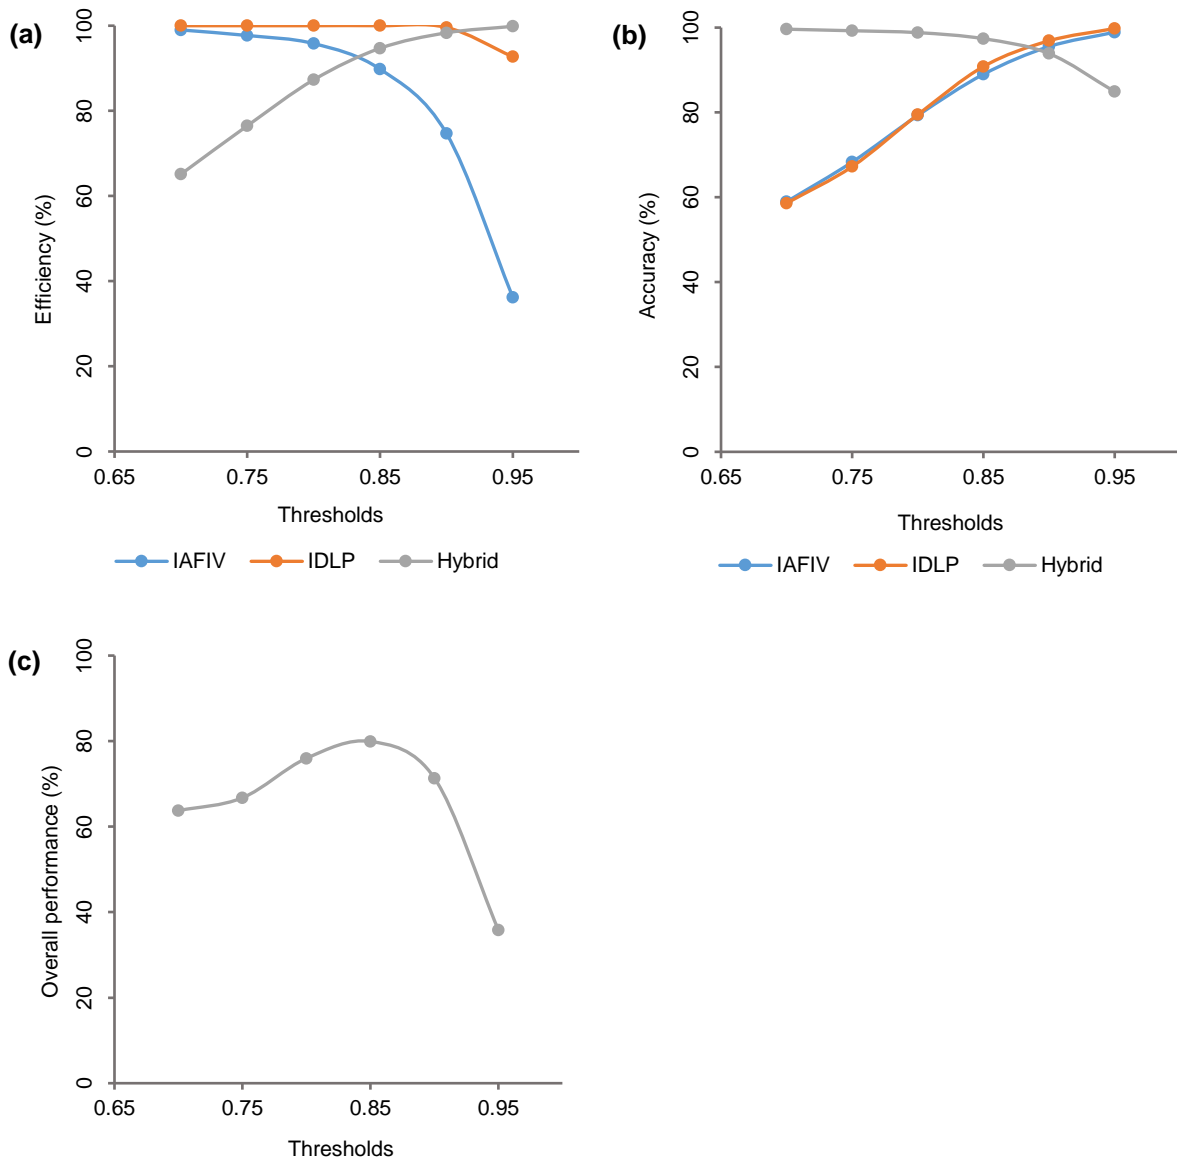 (a)
100
80
60
40
20
0
Efficiency (%)
0.65 0.75 0.85 0.95
Thresholds
IAFIV IDLP Hybrid
(b)
100
80
60
40
20
0
Accuracy (%)
0.65 0.75 0.85 0.95
Thresholds
IAFIV IDLP Hybrid
(c)
100
80
60
40
20
0
Overall performance (%)
0.65 0.75 0.85 0.95
Thresholds